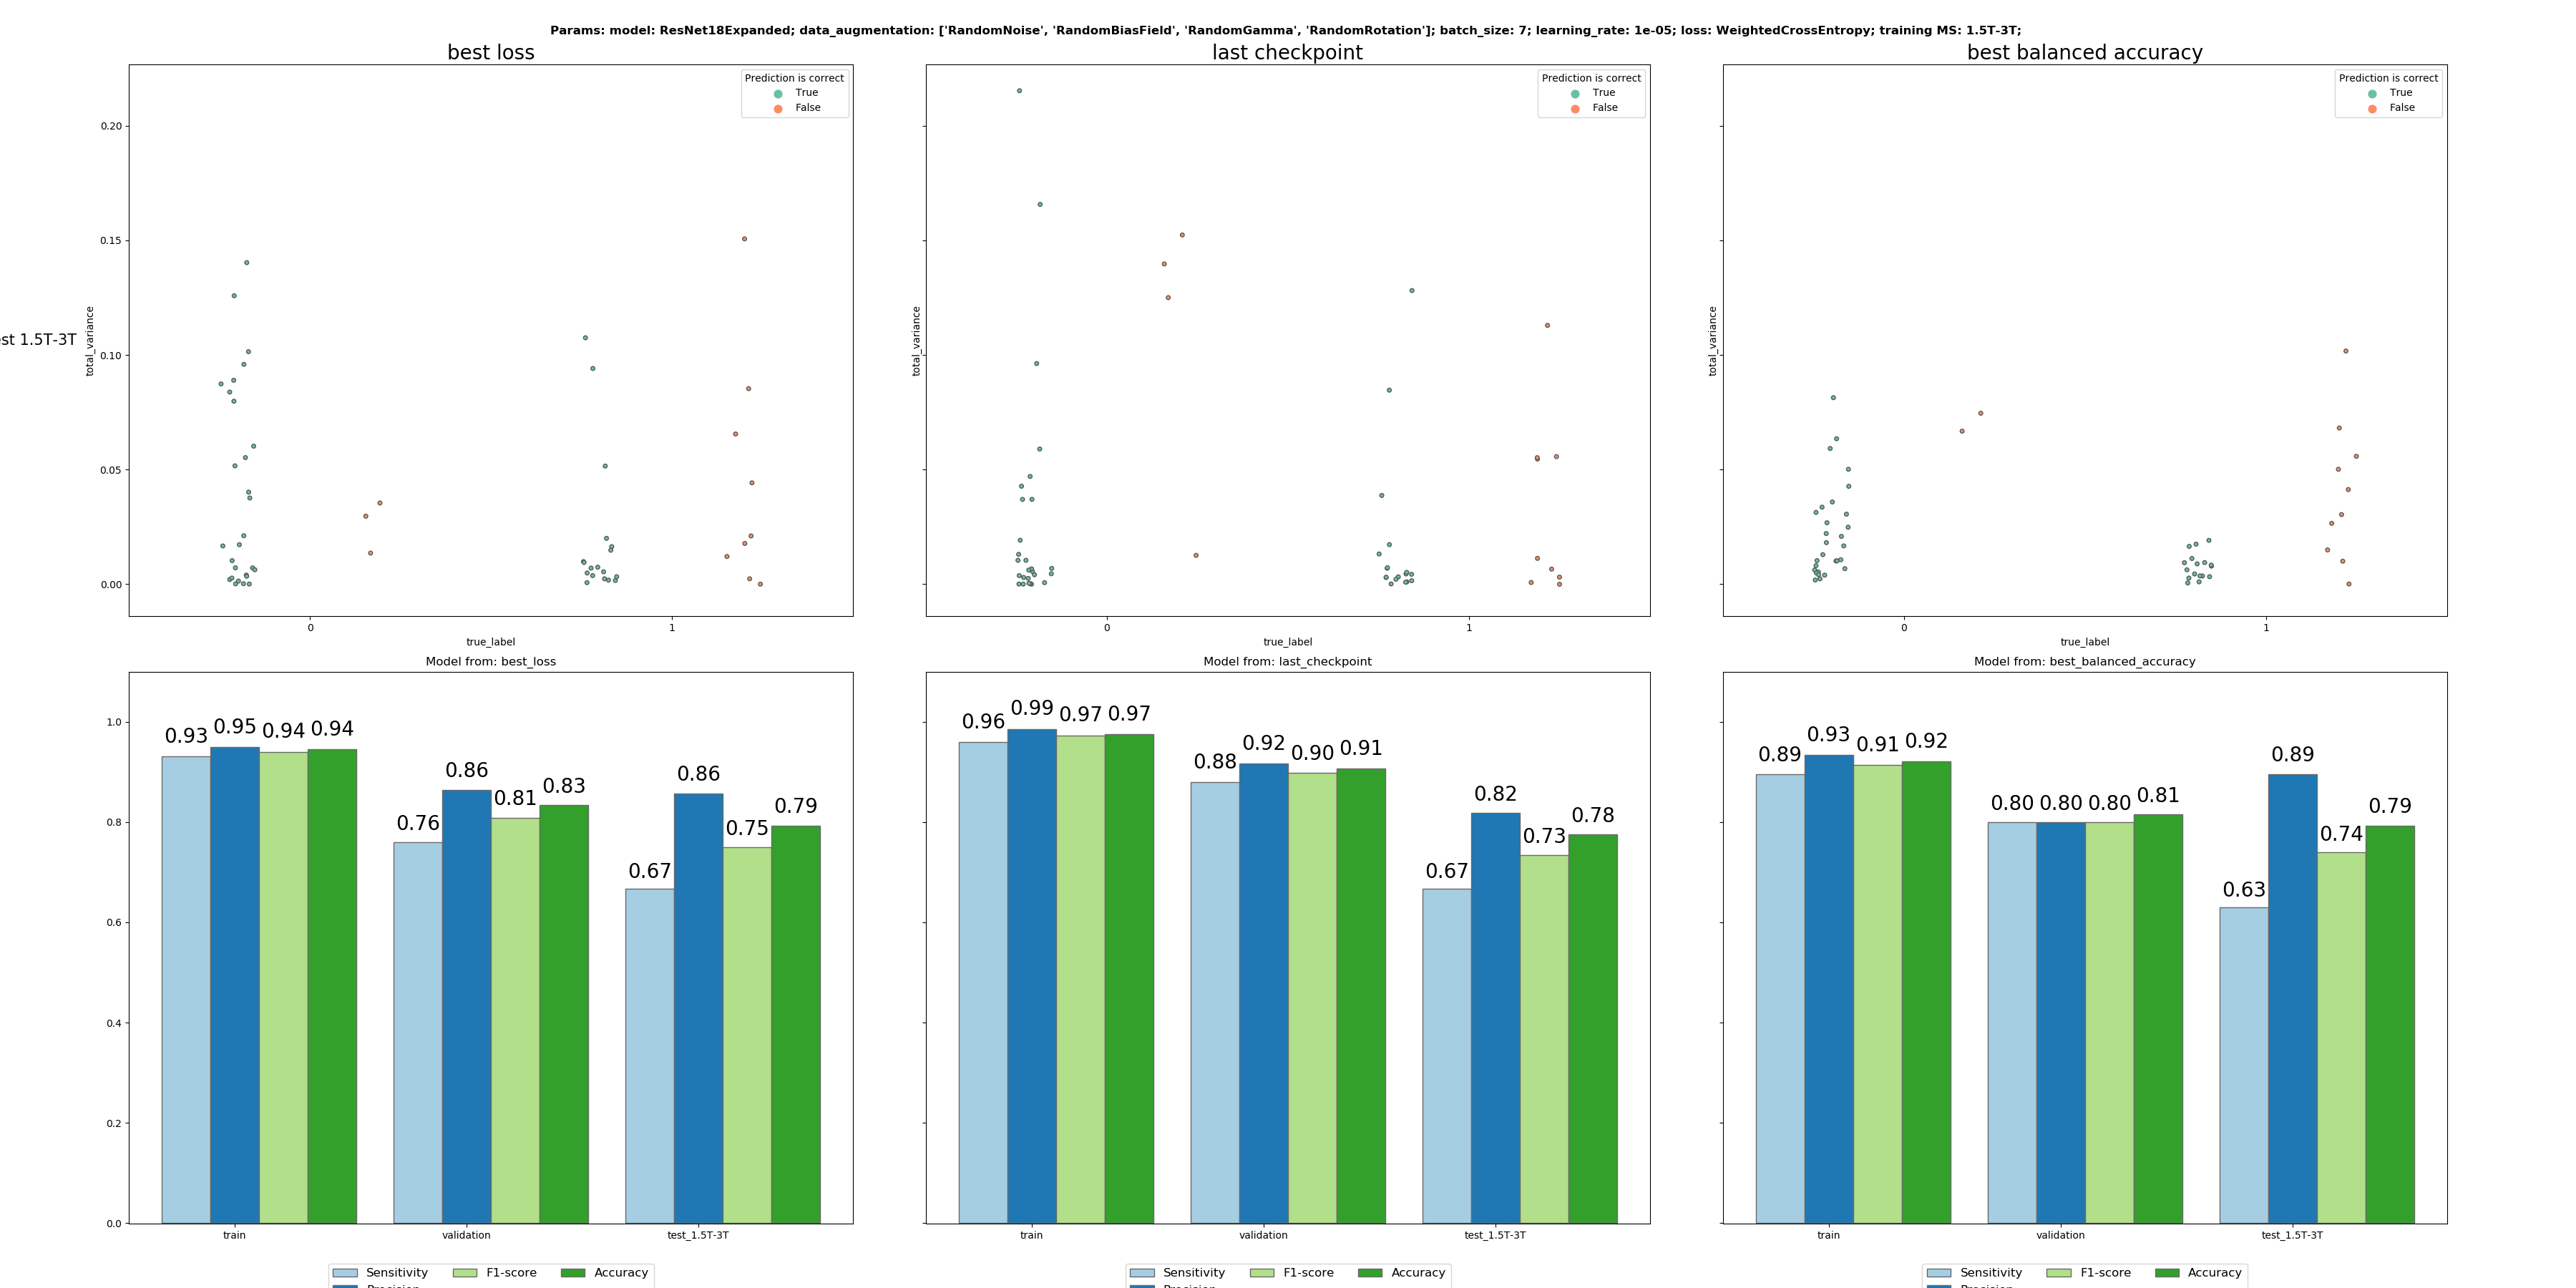 Params: model: ResNet18Expanded; data_augmentation: ['RandomNoise', 'RandomBiasField', 'RandomGamma', 'RandomRotation']; batch_size: 7; learning_rate: 1e-05; loss: WeightedCrossEntropy; training MS: 1.5T-3T;
best loss
last checkpoint
best balanced accuracy
Prediction is correct
True
False
Prediction is correct
True
False
Prediction is correct
True
False
0.20
0.15
0.10
0.05
0.00
1.5T-3T
total_variance
total_variance
total_variance
0 1
0 1
0 1
true_label
true_label
true_label
Model from: best_loss
Model from: last_checkpoint
Model from: best_balanced_accuracy
1.0
0.8
0.6
0.4
0.2
0.0
0.93 0.95 0.94 0.94
0.76 0.86 0.81 0.83
0.67 0.86 0.75 0.79
0.96 0.99 0.97 0.97
0.88 0.92 0.90 0.91
0.67 0.82 0.73 0.78
0.89 0.93 0.91 0.92
0.80 0.80 0.80 0.81
0.63 0.89 0.74 0.79
train validation test_1.5T-3T
train validation test_1.5T-3T
train validation test_1.5T-3T
Sensitivity F1-score Accuracy
Sensitivity F1-score Accuracy
Sensitivity F1-score Accuracy